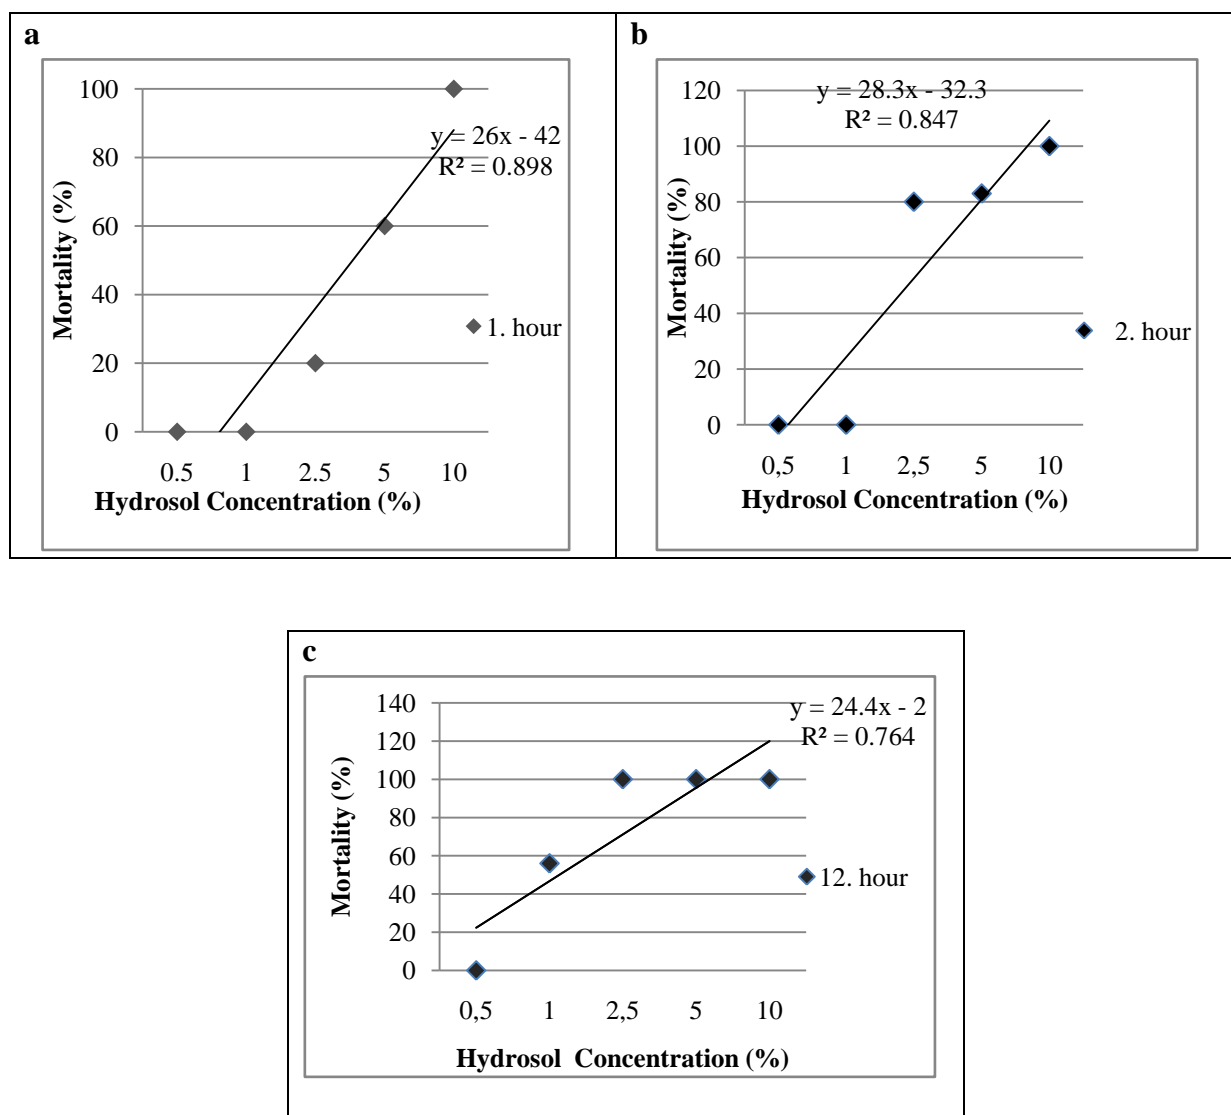 a
100
80
60
40
20
0
Mortality (%)
y = 26x - 42
R² = 0.898
1. hour
0.5 1 2.5 5 10
Hydrosol Concentration (%)
b
120
100
80
60
40
20
0
Mortality (%)
y = 28.3x - 32.3
R² = 0.847
2. hour
0,5 1 2,5 5 10
Hydrosol Concentration (%)
c
140
120
100
80
60
40
20
0
Mortality (%)
y = 24.4x - 2
R² = 0.764
12. hour
0,5 1 2,5 5 10
Hydrosol Concentration (%)